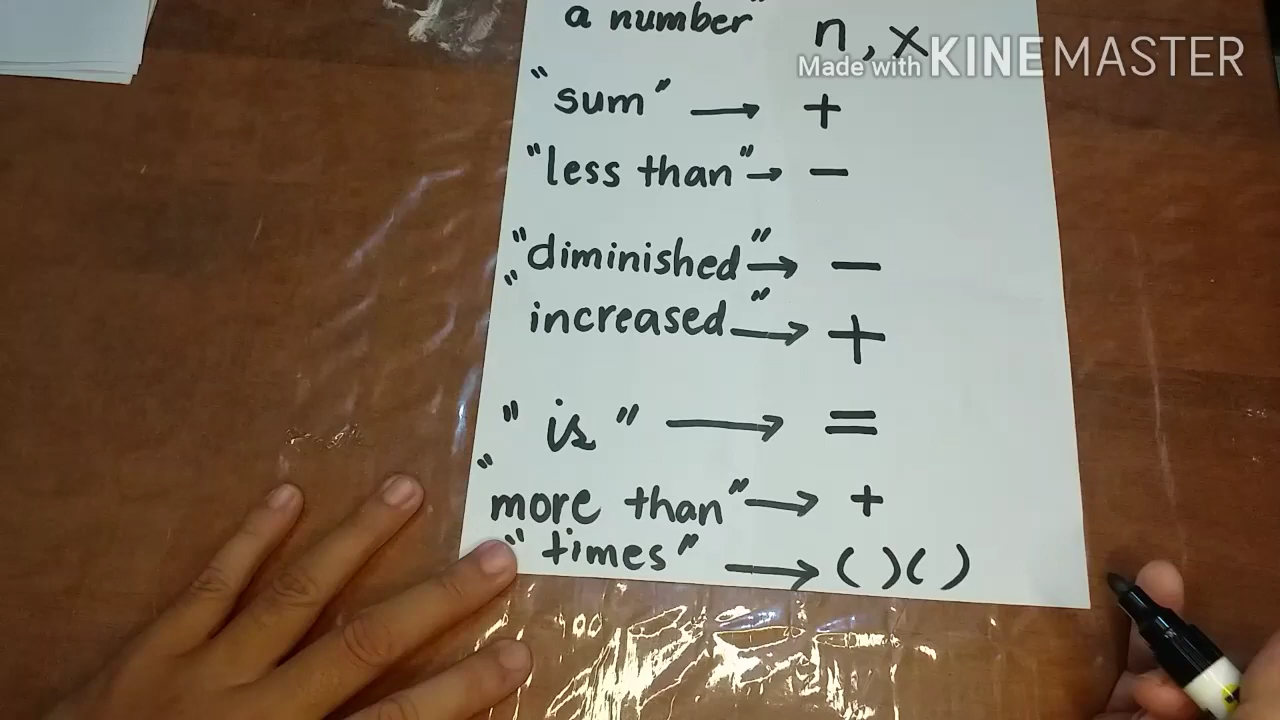 a number" n, x
Made with KINEMASTER
"sum" → +
"less than" → −
"diminished" → −
"increased" → +
"is" → =
"more than" → +
"times" → ( )( )